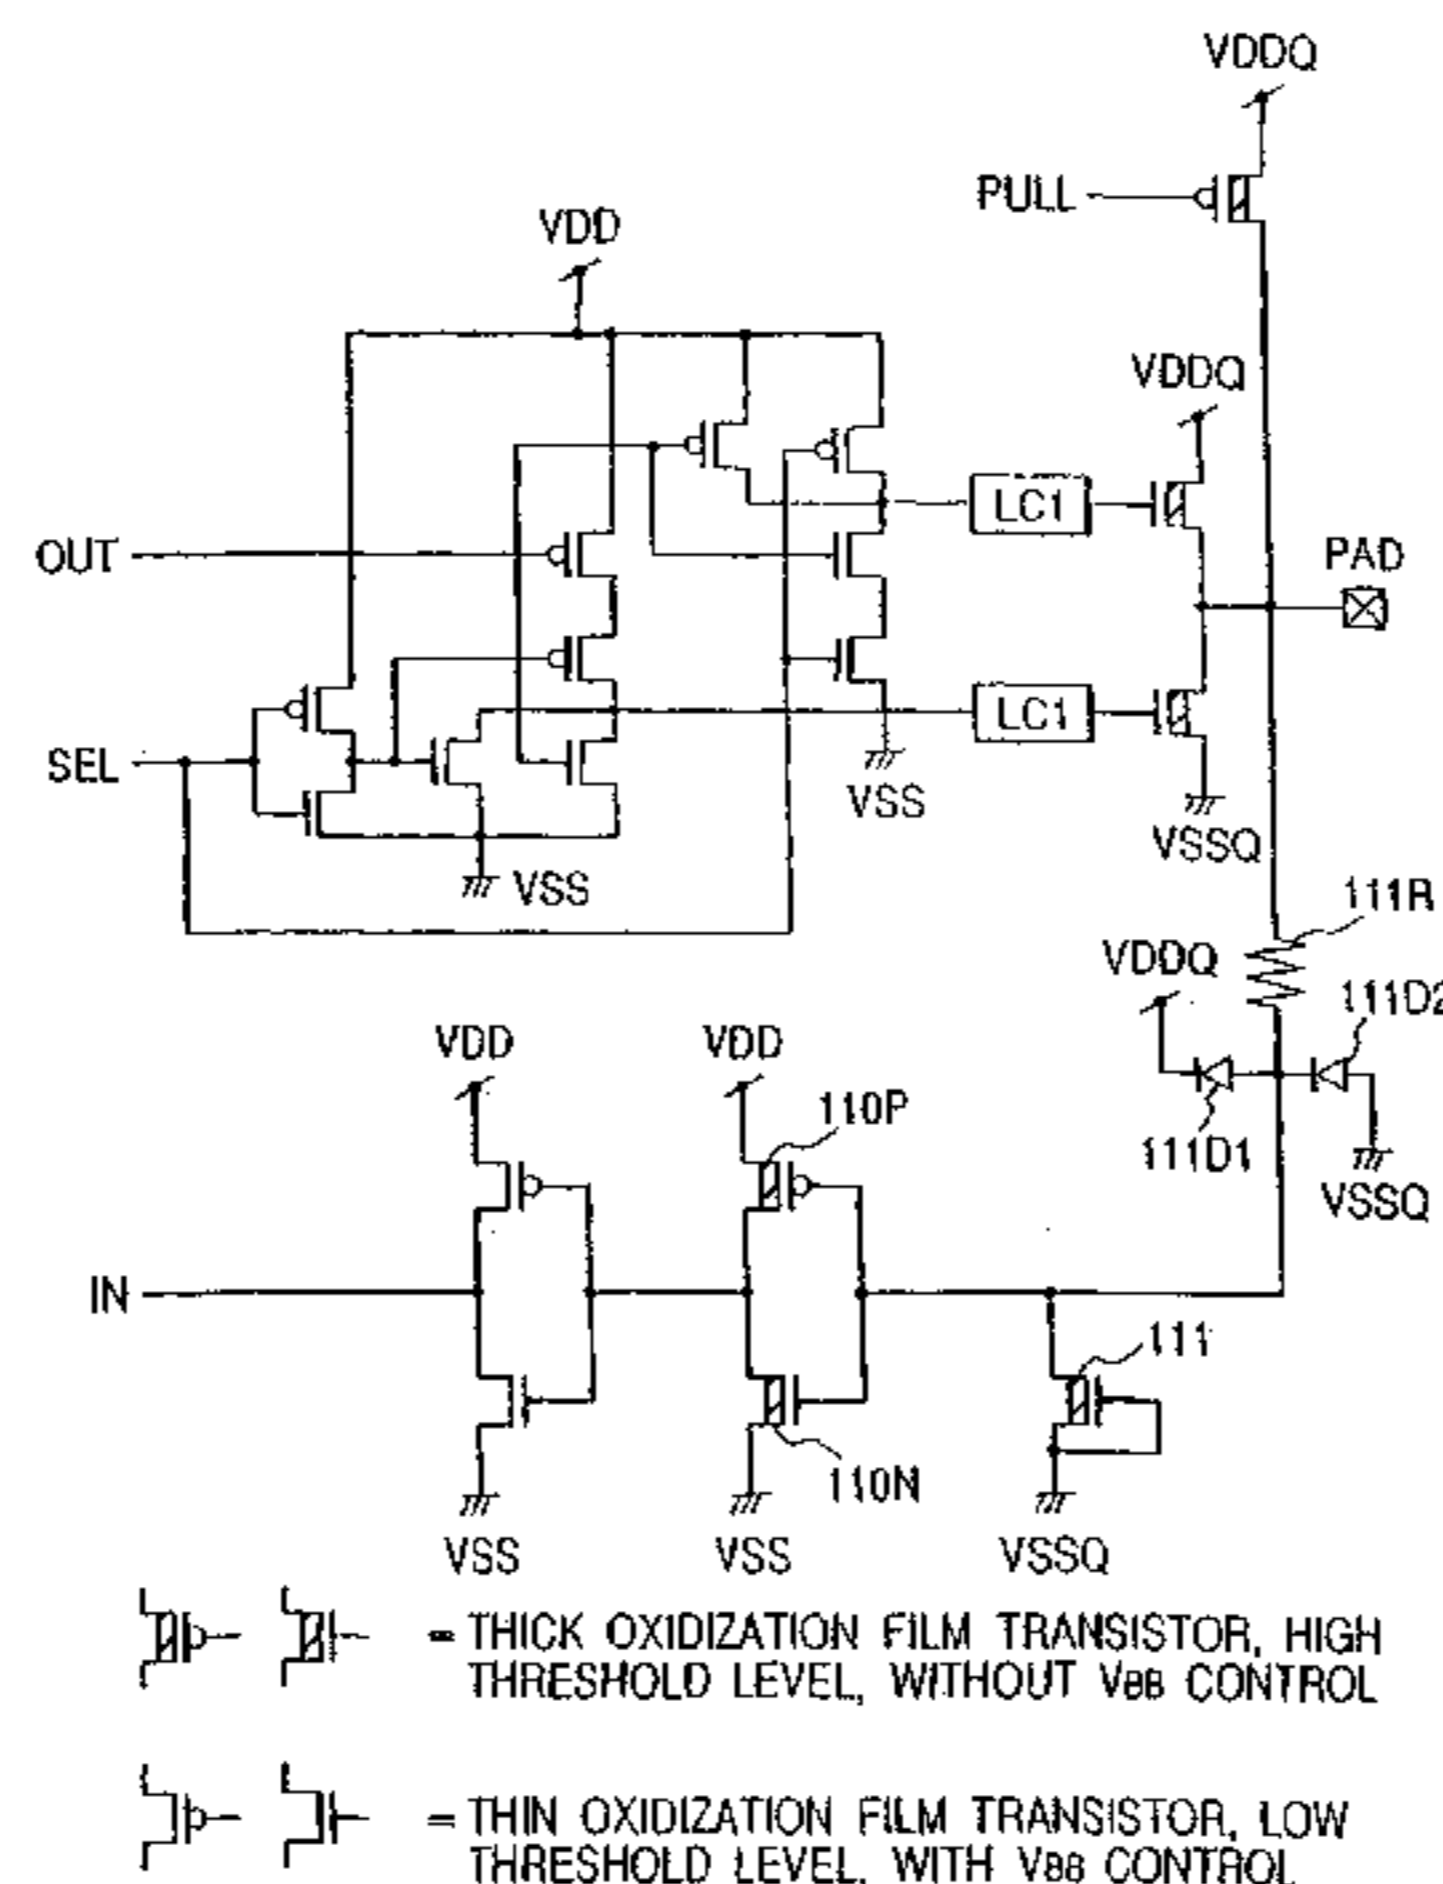 VDDQ
PULL
VDD
VDDQ
OUT
LC1
PAD
SEL
LC1
VSS
VSS
VSSQ
111R
VDDQ
111D2
VDD
VDD
110P
111D1
VSSQ
IN
111
110N
VSS
VSS
VSSQ
= THICK OXIDIZATION FILM TRANSISTOR, HIGH
THRESHOLD LEVEL, WITHOUT VBB CONTROL
= THIN OXIDIZATION FILM TRANSISTOR, LOW
THRESHOLD LEVEL, WITH VBB CONTROL